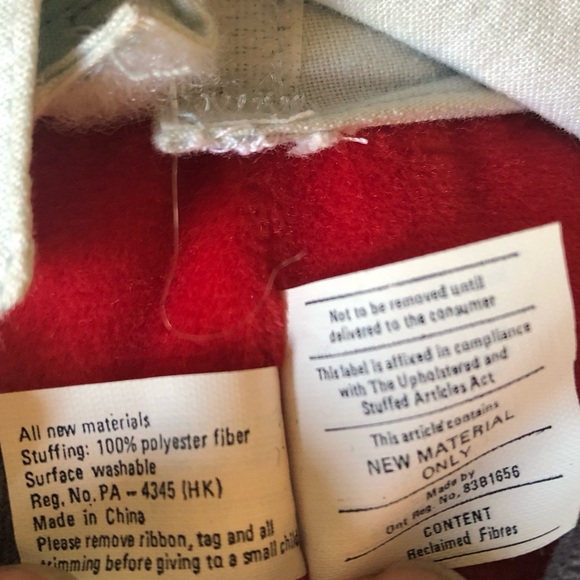 All new materials
Stuffing: 100% polyester fiber
Surface washable
Reg. No. PA - 4345 (HK)
Made in China
Please remove ribbon, tag and all
trimming before giving to a small child
Not to be removed until
delivered to the consumer
This label is affixed in compliance
with The Upholstered and
Stuffed Articles Act
This article contains
NEW MATERIAL
ONLY
Made by
Ont Reg. No. 83B1656
CONTENT
Reclaimed Fibres